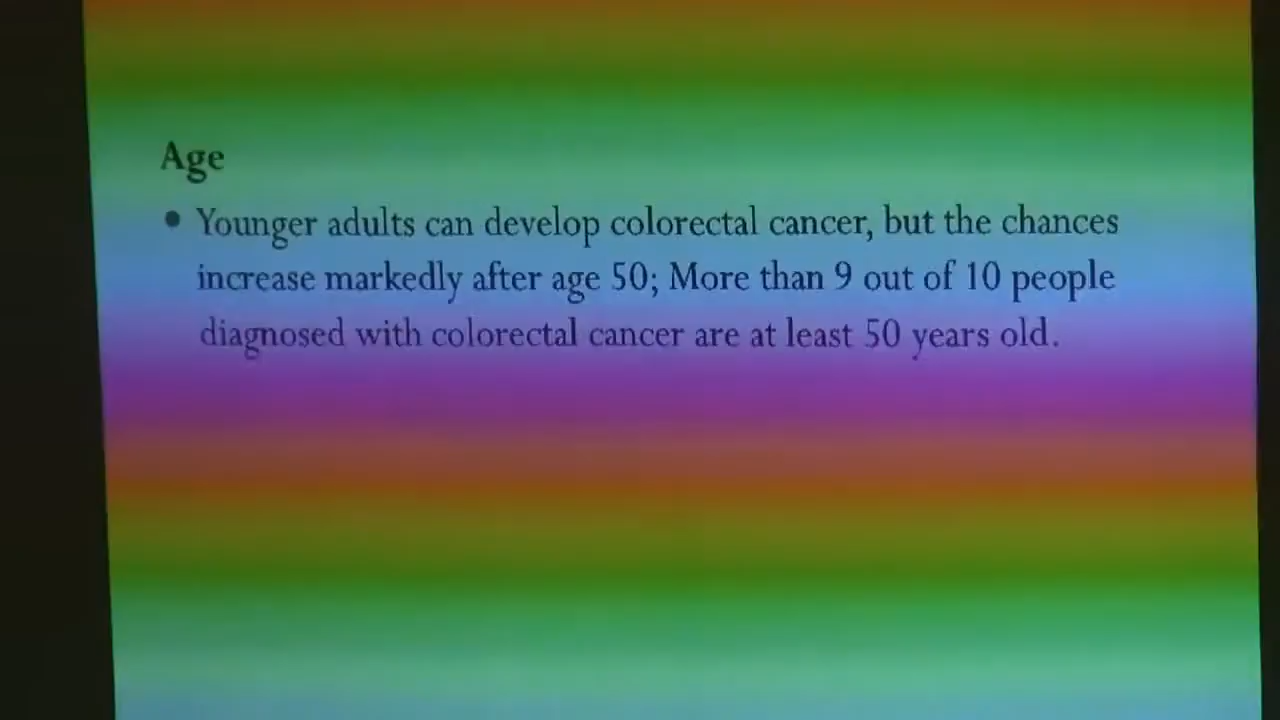 Age
• Younger adults can develop colorectal cancer, but the chances
increase markedly after age 50; More than 9 out of 10 people
diagnosed with colorectal cancer are at least 50 years old.